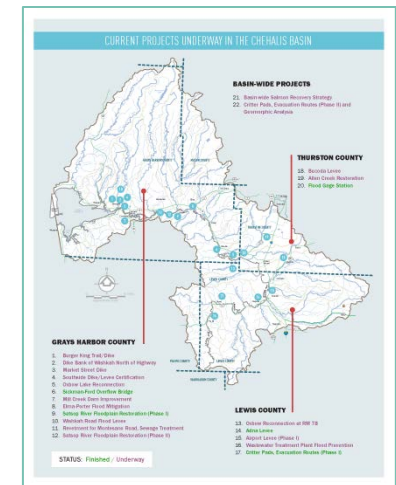 CURRENT PROJECTS UNDERWAY IN THE CHEHALIS BASIN
BASIN-WIDE PROJECTS
21. Basin-wide Salmon Recovery Strategy
22. Critter Pads, Evacuation Routes (Phase II) and
Geomorphic Analysis
THURSTON COUNTY
18. Bucoda Levee
19. Allen Creek Restoration
20. Flood Gage Station
GRAYS HARBOR COUNTY
1. Burger King Trail/Dike
2. Dike Bank of Wishkah North of Highway
3. Market Street Dike
4. Southside Dike/Levee Certification
5. Oxbow Lake Reconnection
6. Sickman-Ford Overflow Bridge
7. Mill Creek Dam Improvement
8. Elma-Porter Flood Mitigation
9. Satsop River Floodplain Restoration (Phase I)
10. Wishkah Road Flood Levee
11. Revetment for Montesano Road, Sewage Treatment
12. Satsop River Floodplain Restoration (Phase II)
LEWIS COUNTY
13. Oxbow Reconnection at RM 78
14. Adna Levee
15. Airport Levee (Phase I)
16. Wastewater Treatment Plant Flood Prevention
17. Critter Pads, Evacuation Routes (Phase I)
STATUS: Finished / Underway